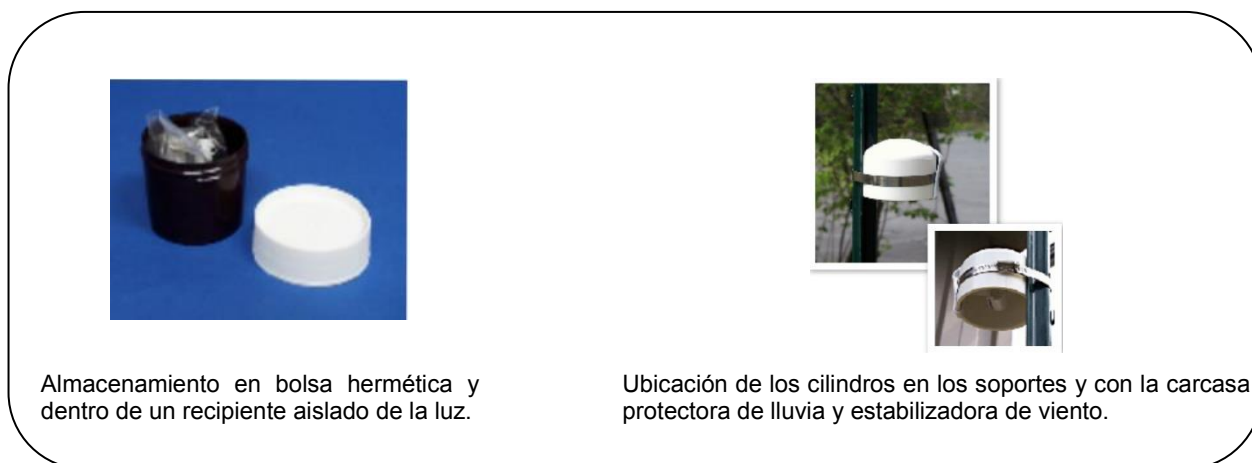 Almacenamiento en bolsa hermética y
dentro de un recipiente aislado de la luz.
Ubicación de los cilindros en los soportes y con la carcasa
protectora de lluvia y estabilizadora de viento.